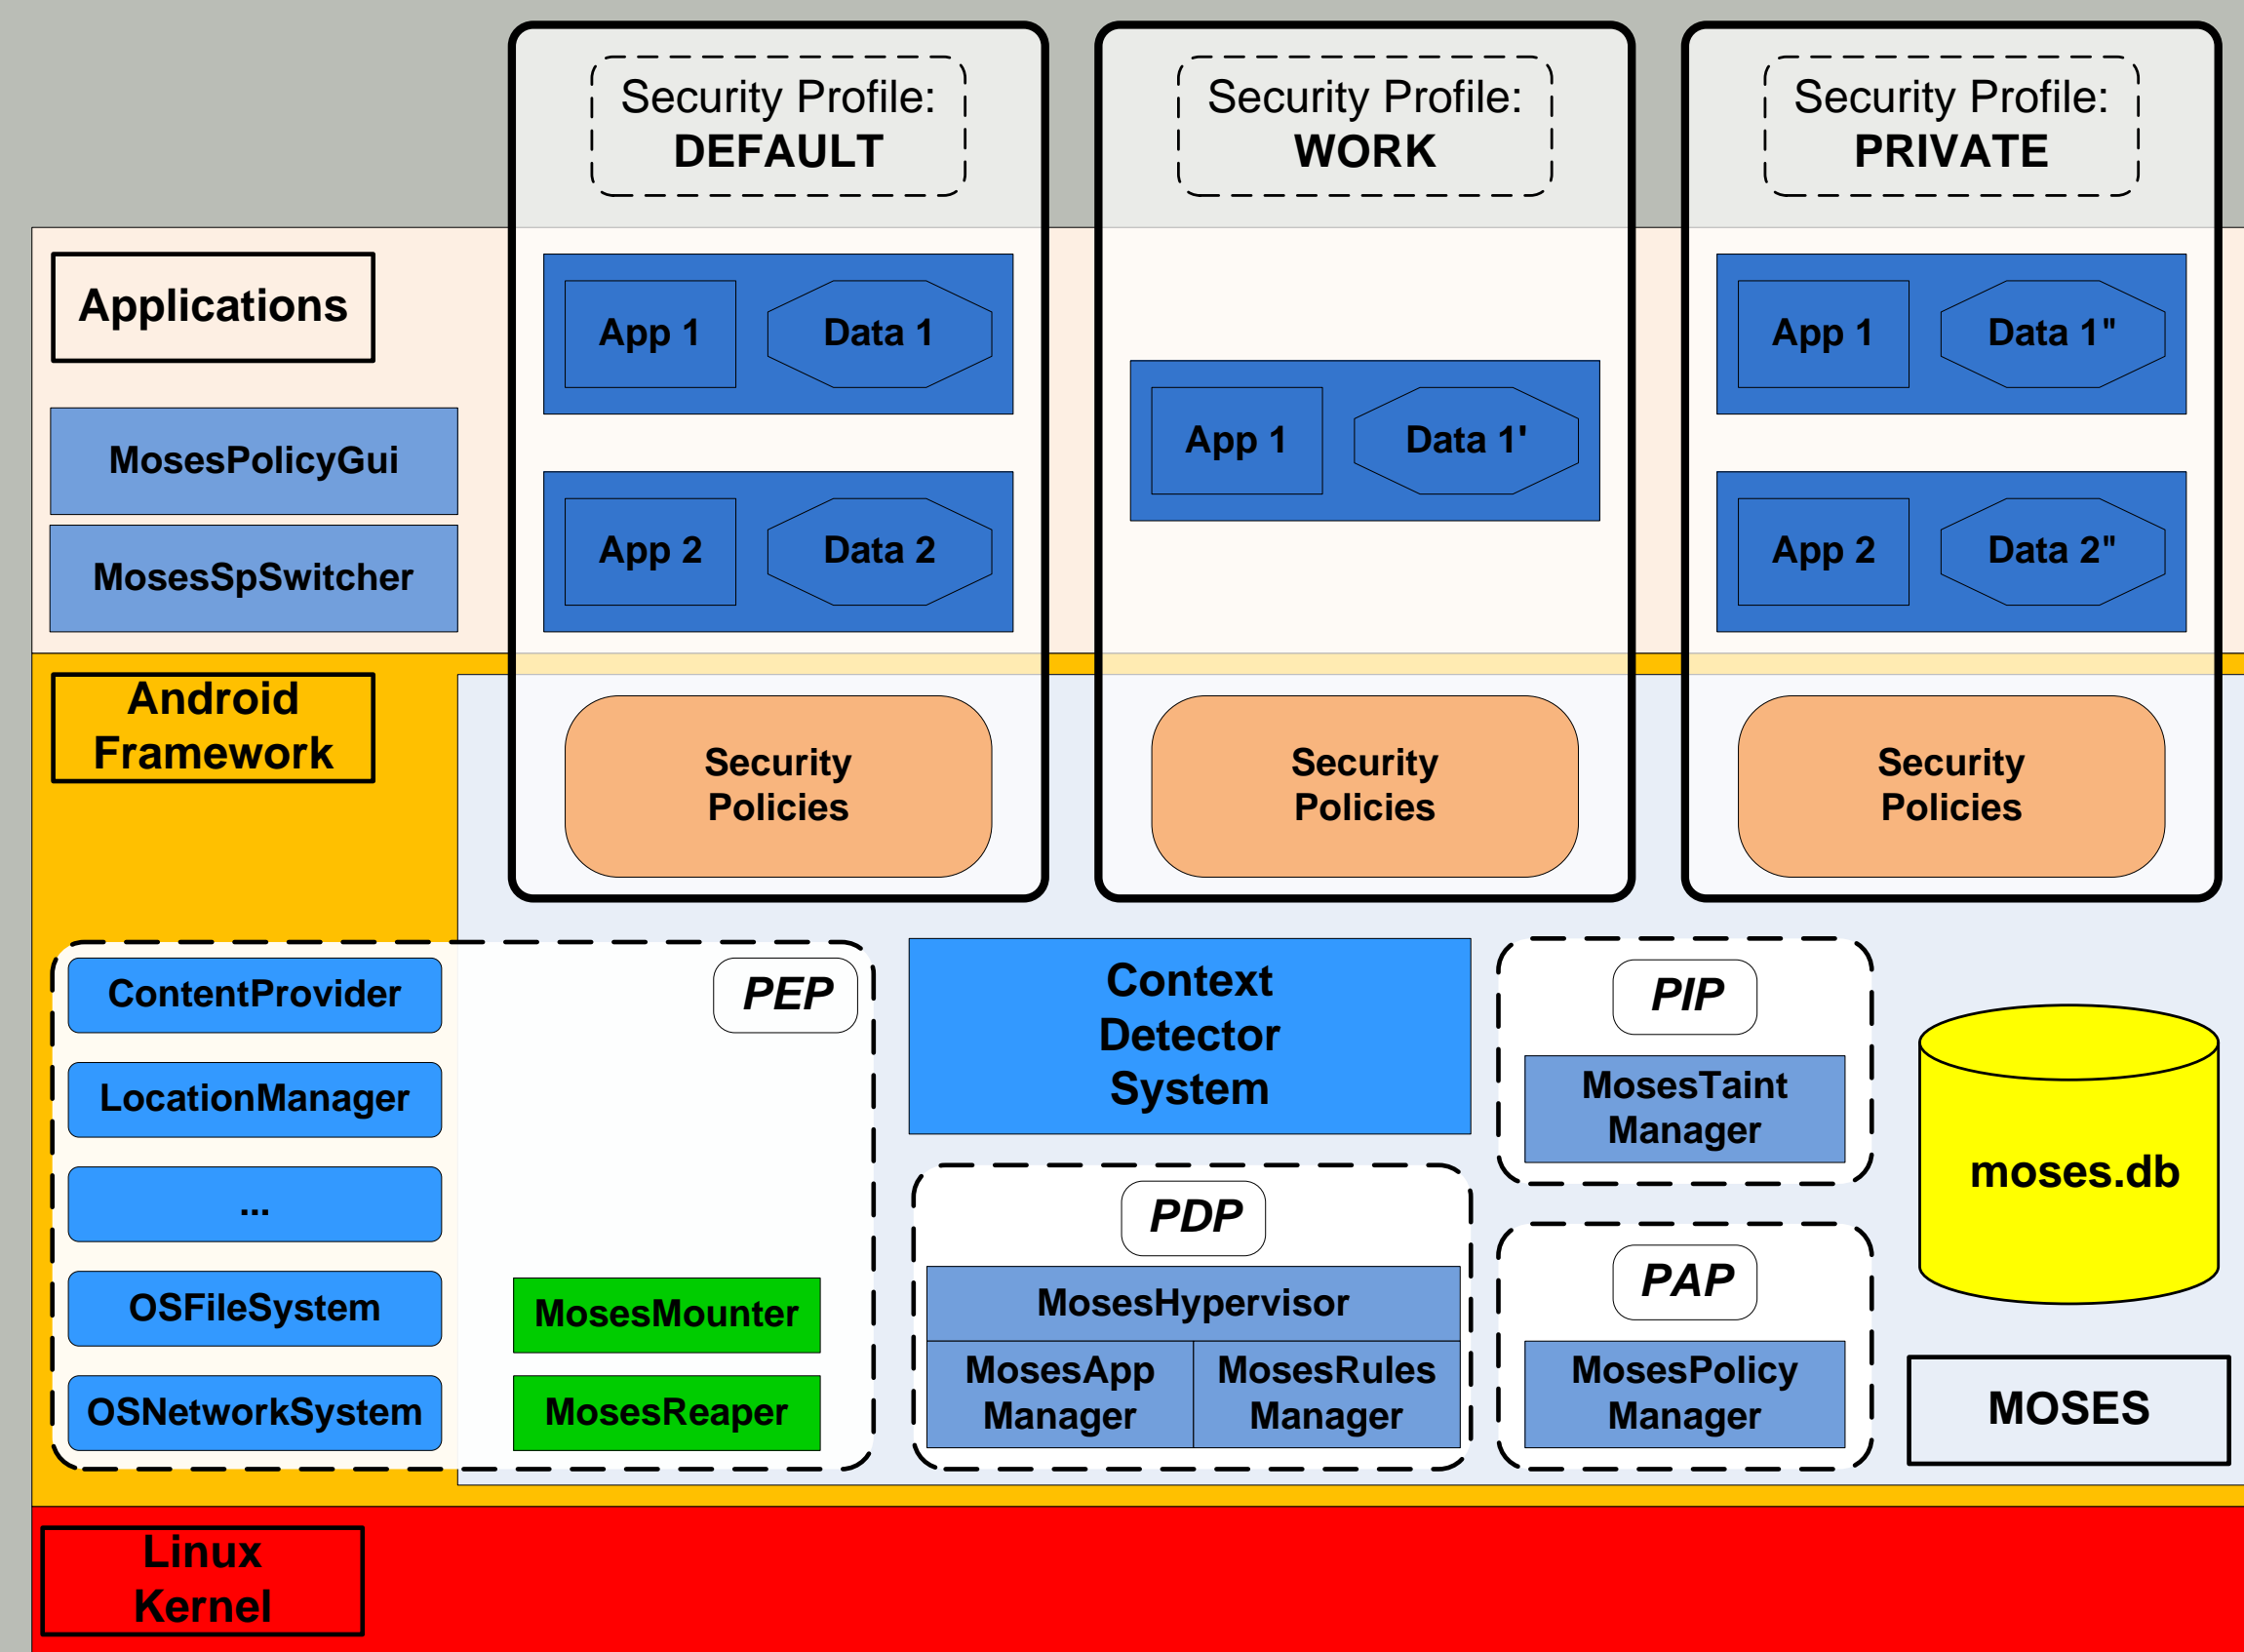 Security Profile:
DEFAULT
Security Profile:
WORK
Security Profile:
PRIVATE
Applications
MosesPolicyGui
MosesSpSwitcher
App 1
Data 1
App 2
Data 2
App 1
Data 1'
App 1
Data 1"
App 2
Data 2"
Android
Framework
Security
Policies
Security
Policies
Security
Policies
ContentProvider
LocationManager
...
OSFileSystem
OSNetworkSystem
PEP
MosesMounter
MosesReaper
Context
Detector
System
PDP
MosesHypervisor
MosesApp
Manager
MosesRules
Manager
PIP
MosesTaint
Manager
PAP
MosesPolicy
Manager
moses.db
MOSES
Linux
Kernel